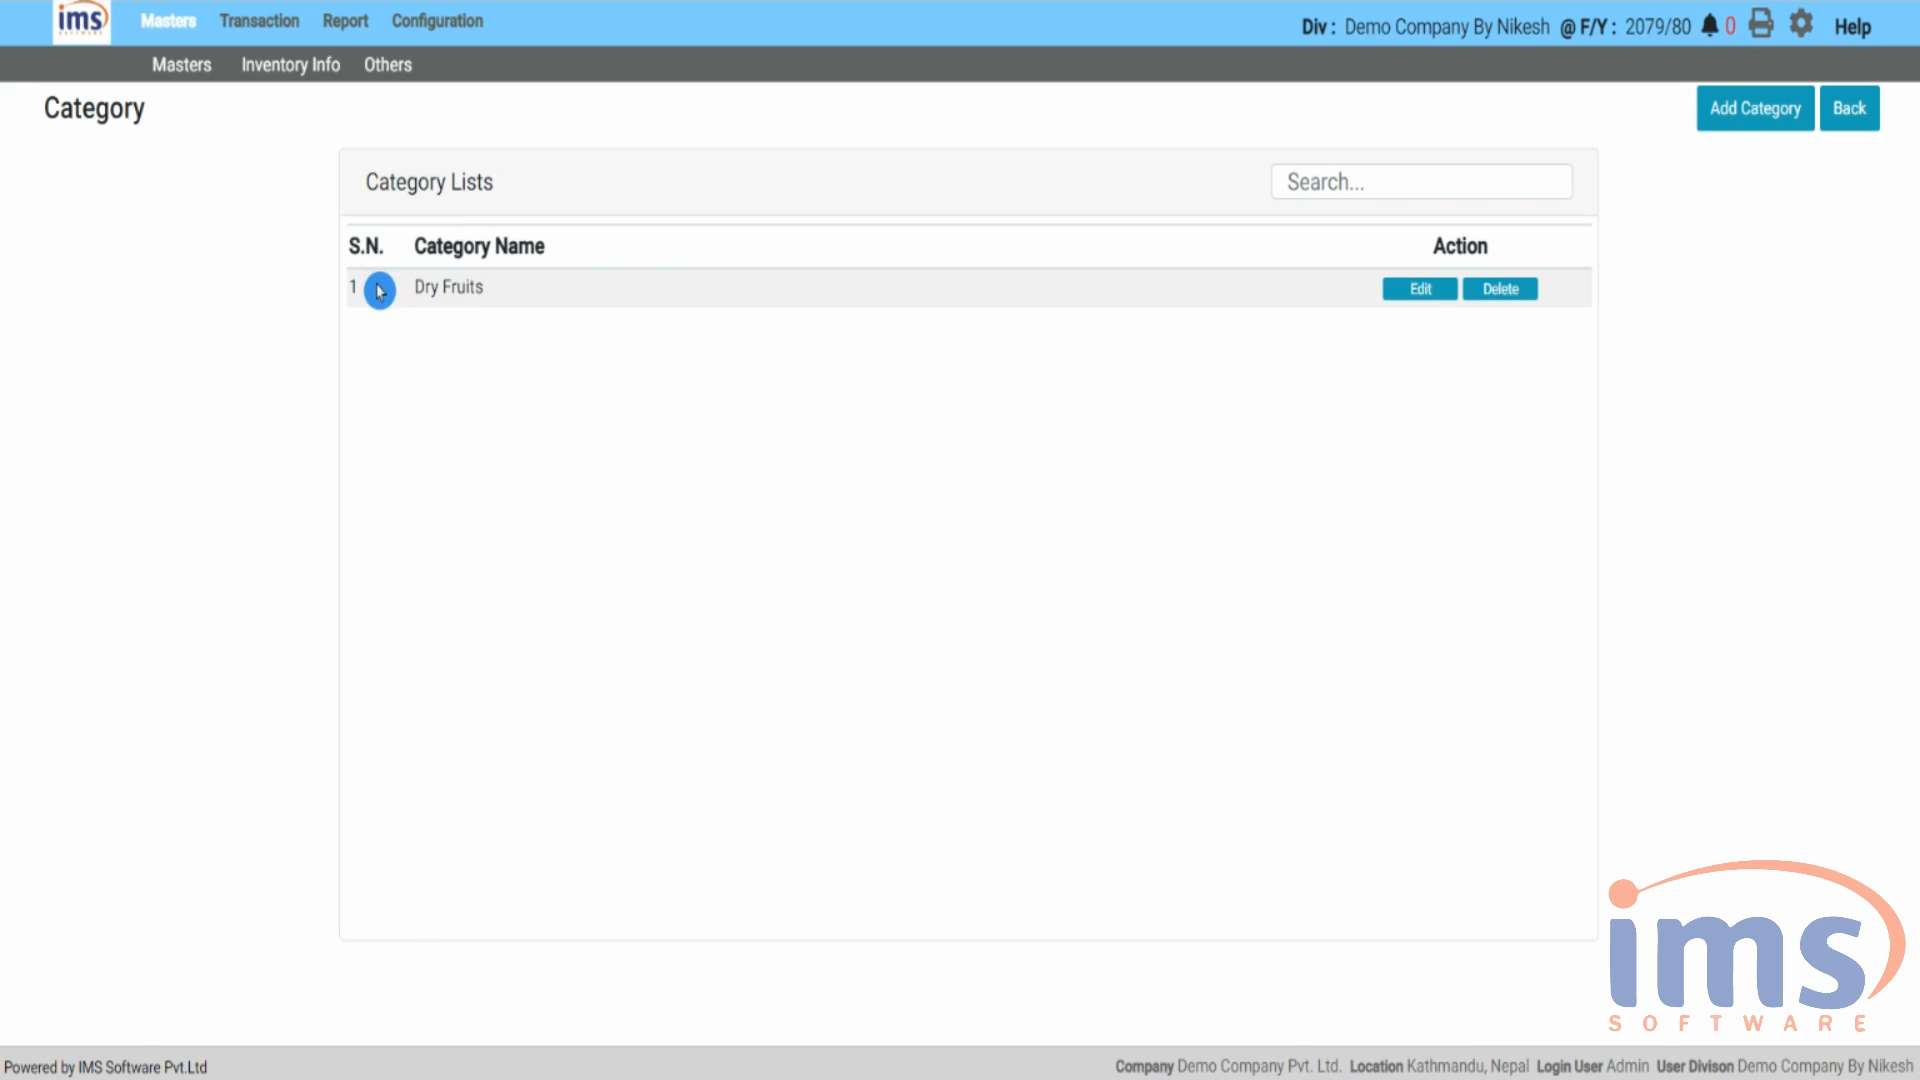 ims
SOFTWARE
Masters Transaction Report Configuration
Div : Demo Company By Nikesh @ F/Y : 2079/80 0 Help
Masters Inventory Info Others
Category
Add Category Back
Category Lists
Search...
S.N. Category Name Action
1 Dry Fruits Edit Delete
ims
SOFTWARE
Powered by IMS Software Pvt.Ltd
Company Demo Company Pvt. Ltd. Location Kathmandu, Nepal Login User Admin User Divison Demo Company By Nikesh